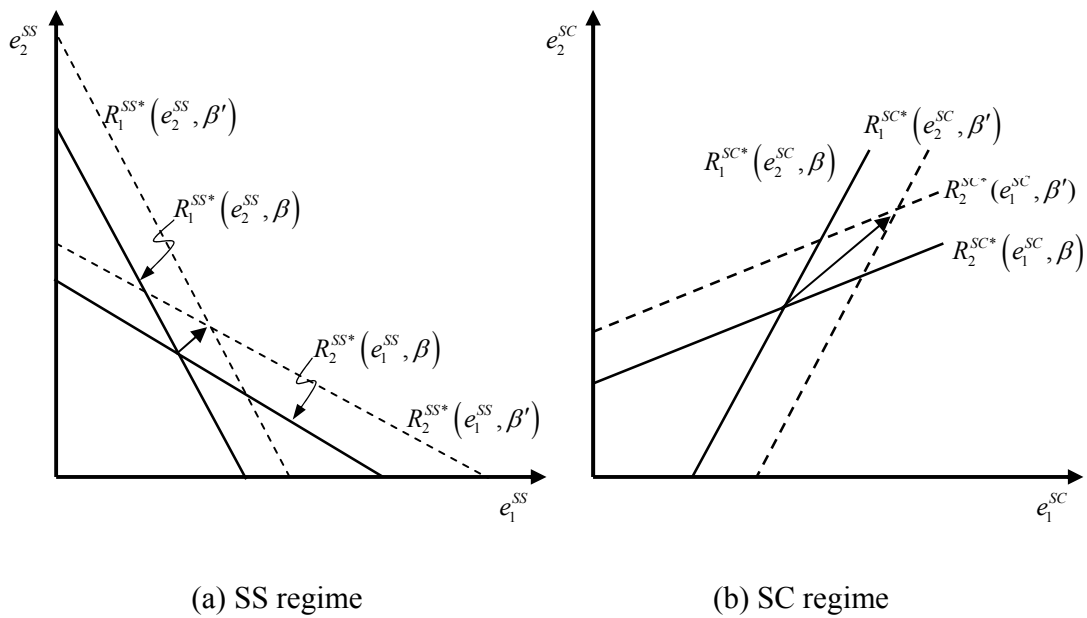 e_2^{SS}
R_1^{SS*}(e_2^{SS}, β′)
R_1^{SS*}(e_2^{SS}, β)
R_2^{SS*}(e_1^{SS}, β)
R_2^{SS*}(e_1^{SS}, β′)
e_1^{SS}
(a) SS regime
e_2^{SC}
R_1^{SC*}(e_2^{SC}, β′)
R_1^{SC*}(e_2^{SC}, β)
R_2^{SC*}(e_1^{SC}, β′)
R_2^{SC*}(e_1^{SC}, β)
e_1^{SC}
(b) SC regime